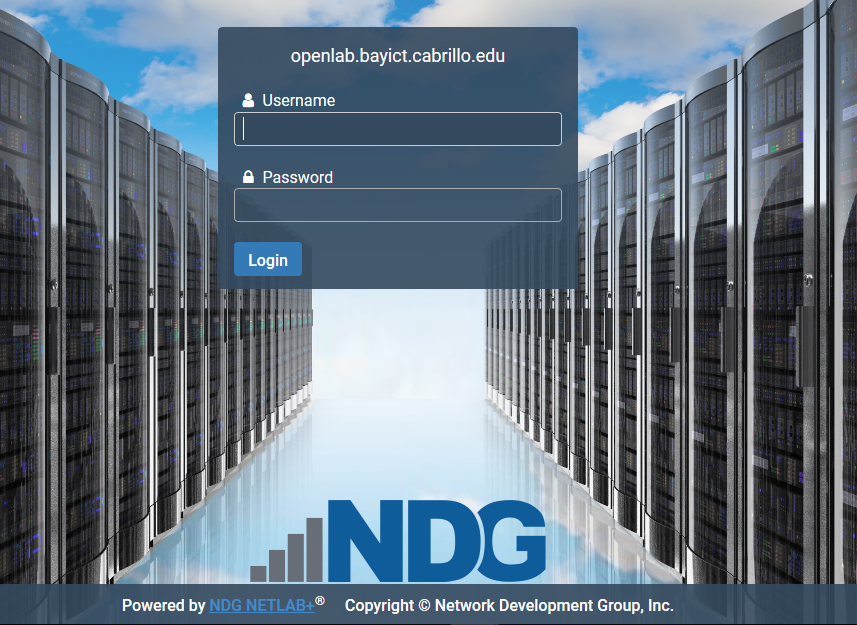 openlab.bayict.cabrillo.edu
Username
Password
Login
NDG
Powered by NDG NETLAB+® Copyright © Network Development Group, Inc.